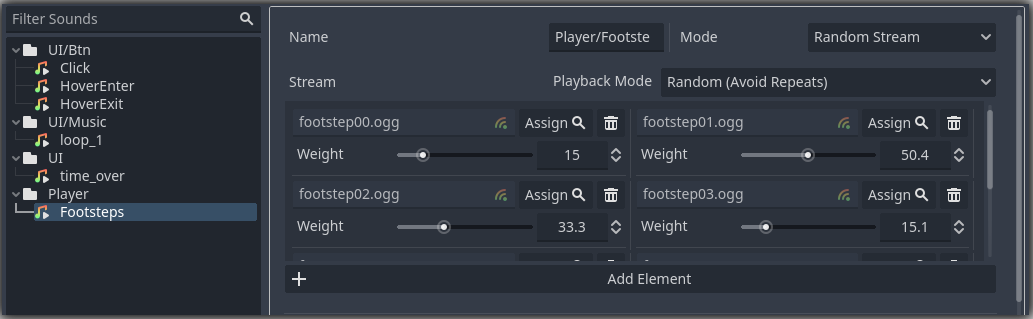 Filter Sounds
UI/Btn
Click
HoverEnter
HoverExit
UI/Music
loop_1
UI
time_over
Player
Footsteps
Name Player/Footste Mode Random Stream
Stream Playback Mode Random (Avoid Repeats)
footstep00.ogg Assign footstep01.ogg Assign
Weight 15 Weight 50.4
footstep02.ogg Assign footstep03.ogg Assign
Weight 33.3 Weight 15.1
Add Element